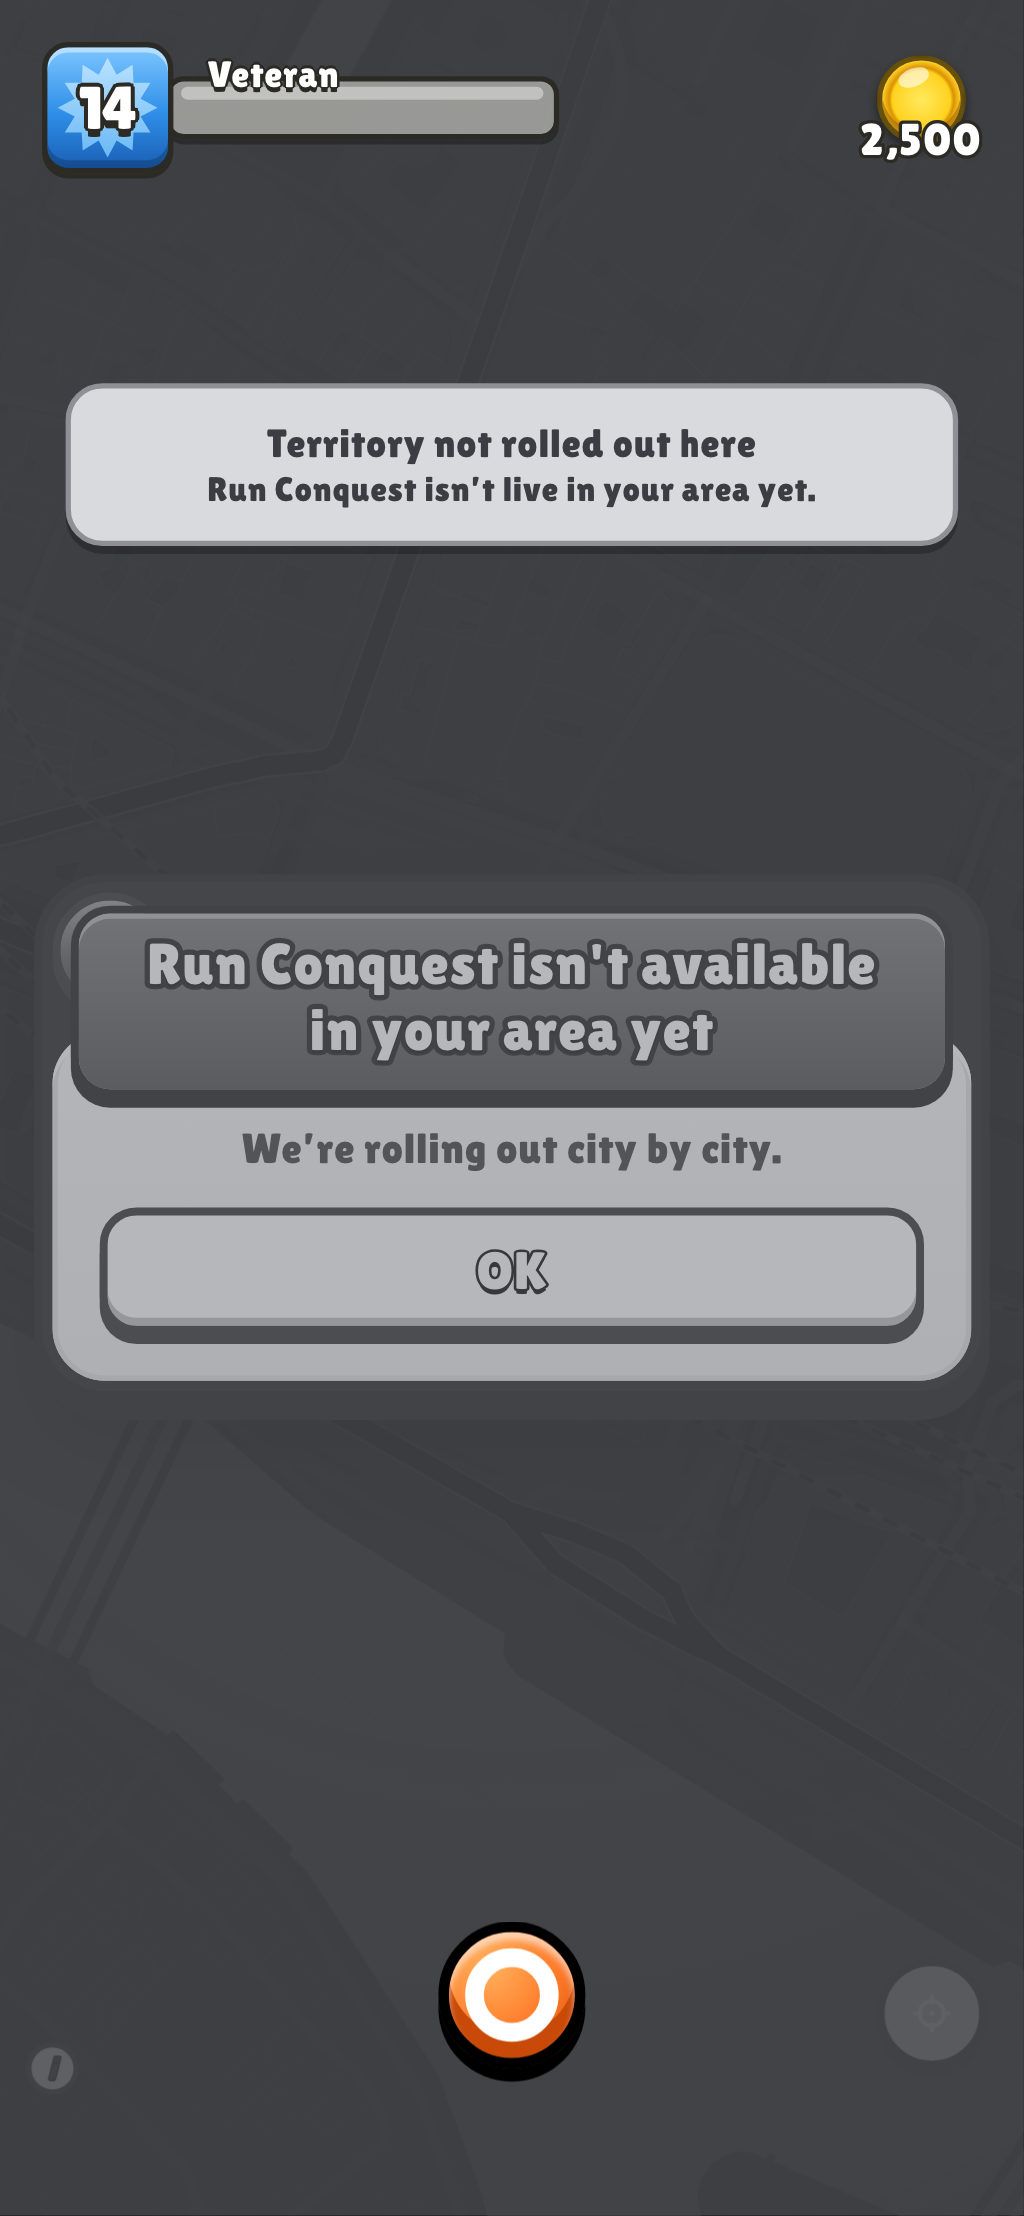 Veteran
14
2,500
Territory not rolled out here
Run Conquest isn't live in your area yet.
Run Conquest isn't available
in your area yet
We're rolling out city by city.
OK